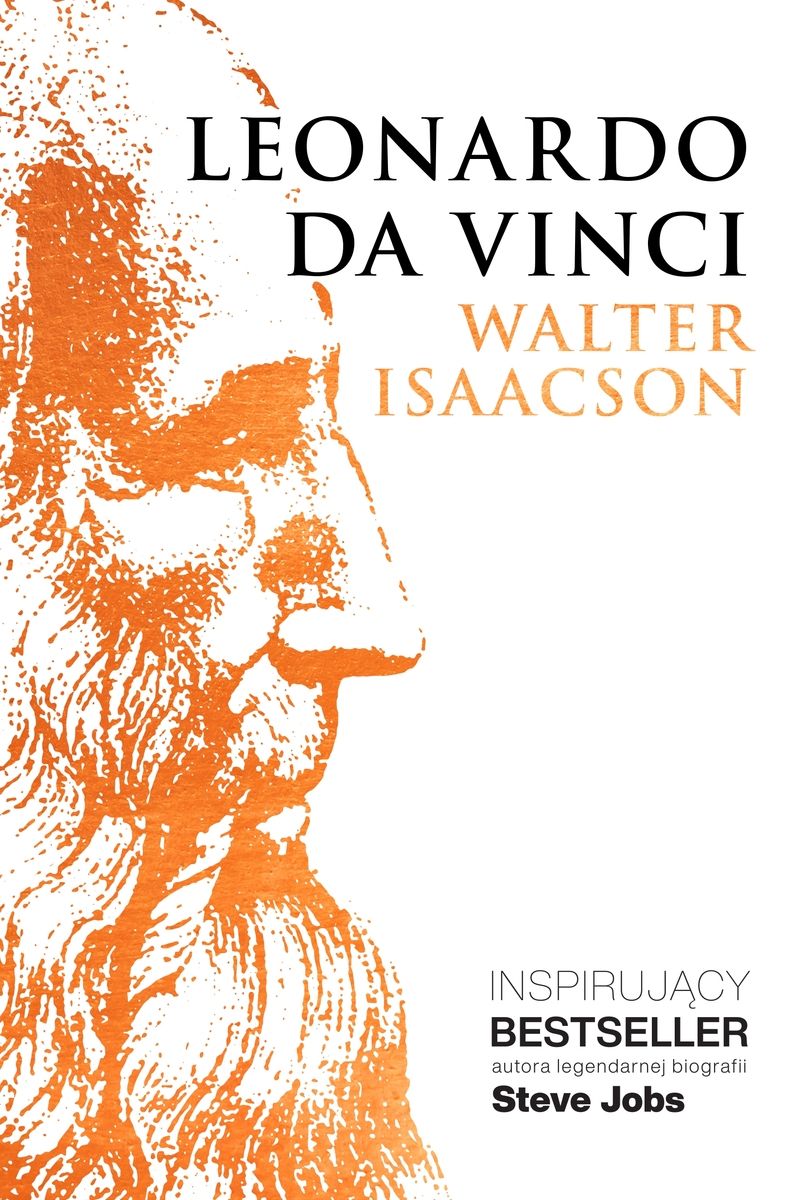 LEONARDO
DA VINCI
WALTER
ISAACSON
INSPIRUJĄCY
BESTSELLER
autora legendarnej biografii
Steve Jobs